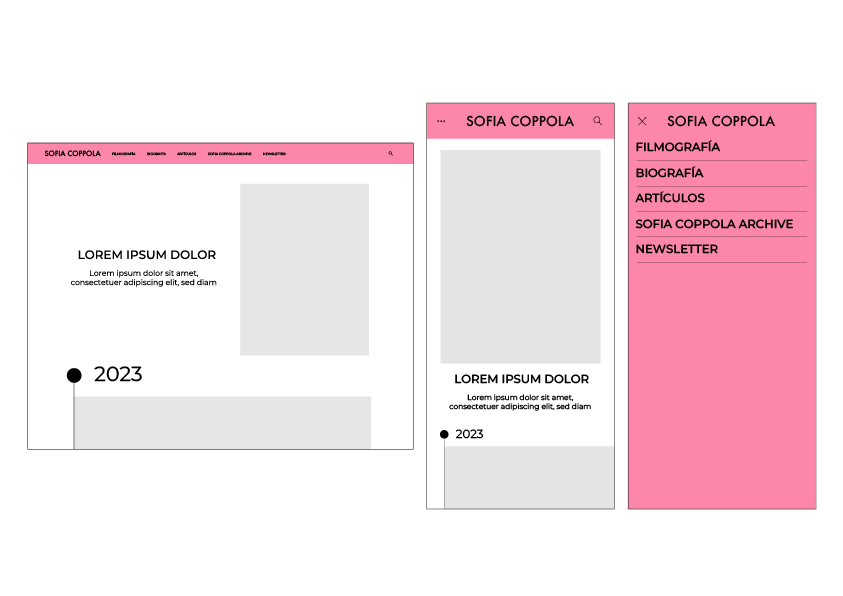 SOFIA COPPOLA FILMOGRAFÍA BIOGRAFÍA ARTÍCULOS SOFIA COPPOLA ARCHIVE NEWSLETTER
LOREM IPSUM DOLOR
Lorem ipsum dolor sit amet,
consectetuer adipiscing elit, sed diam
2023
SOFIA COPPOLA
LOREM IPSUM DOLOR
Lorem ipsum dolor sit amet,
consectetuer adipiscing elit, sed diam
2023
SOFIA COPPOLA
FILMOGRAFÍA
BIOGRAFÍA
ARTÍCULOS
SOFIA COPPOLA ARCHIVE
NEWSLETTER